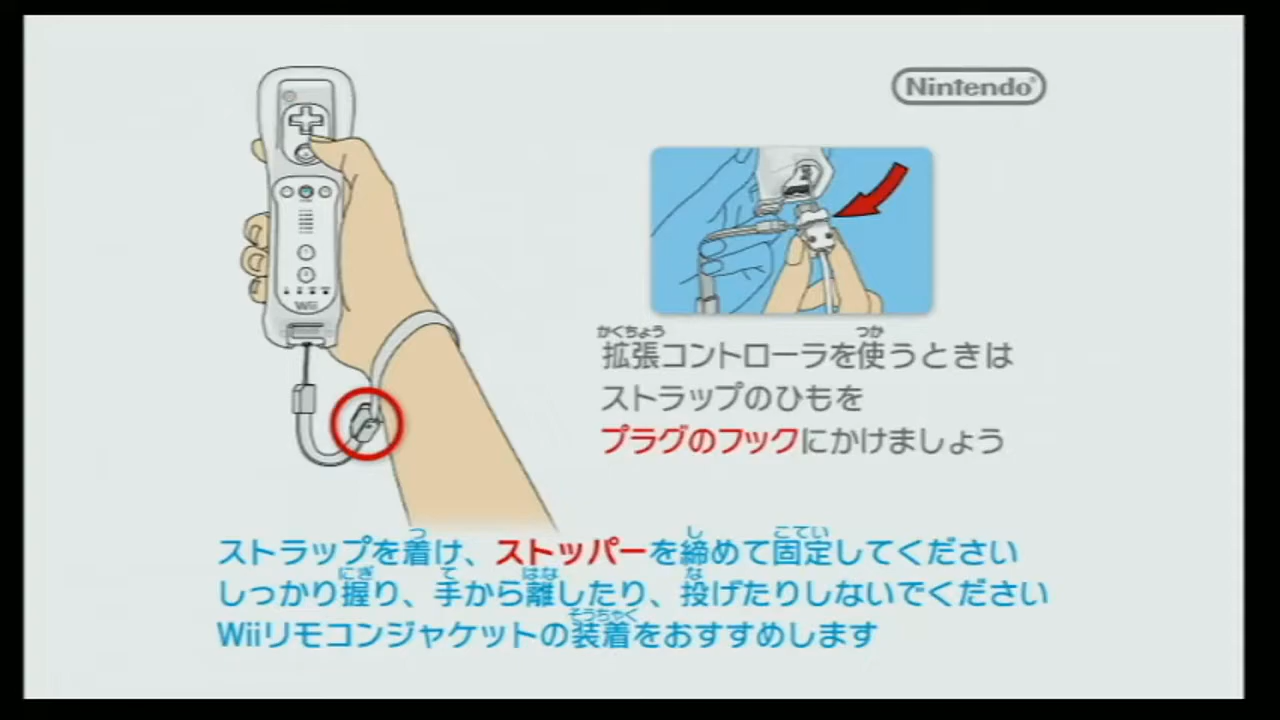 Nintendo
Wii
拡張コントローラを使うときは
ストラップのひもを
プラグのフックにかけましょう
ストラップを着け、ストッパーを締めて固定してください
しっかり握り、手から離したり、投げたりしないでください
Wiiリモコンジャケットの装着をおすすめします